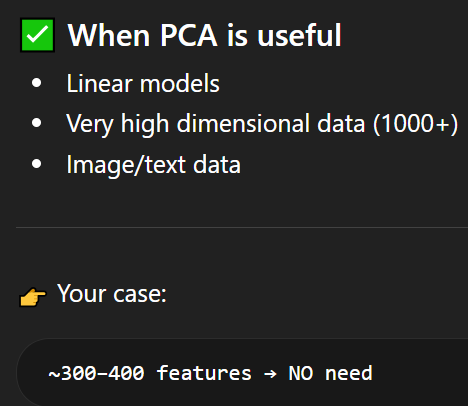 ✅ When PCA is useful
• Linear models
• Very high dimensional data (1000+)
• Image/text data
👉 Your case:
~300–400 features → NO need